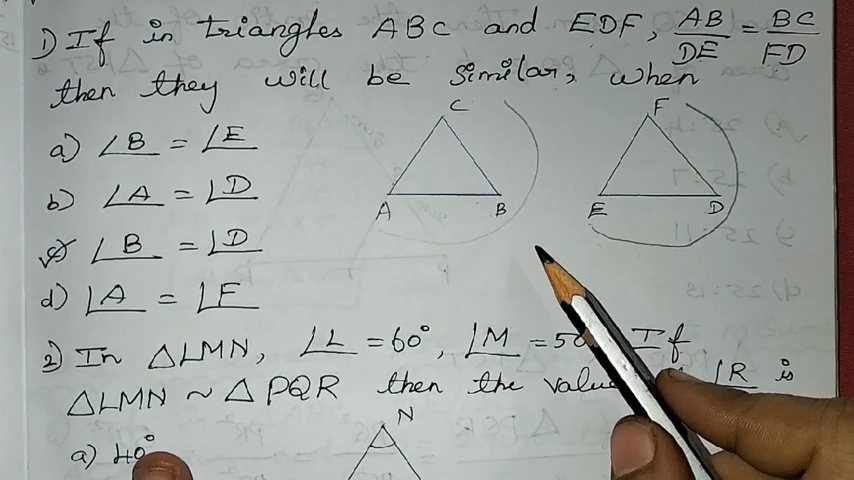 1) If in triangles ABC and EDF, AB/DE = BC/FD
then they will be similar, when
a) ∠B = ∠E
b) ∠A = ∠D
c) ∠B = ∠D
d) ∠A = ∠F
C
A B
F
E D
2) In △LMN, ∠L = 60°, ∠M = 50 If
△LMN ~ △PQR then the value ∠R is
a) 40°
N